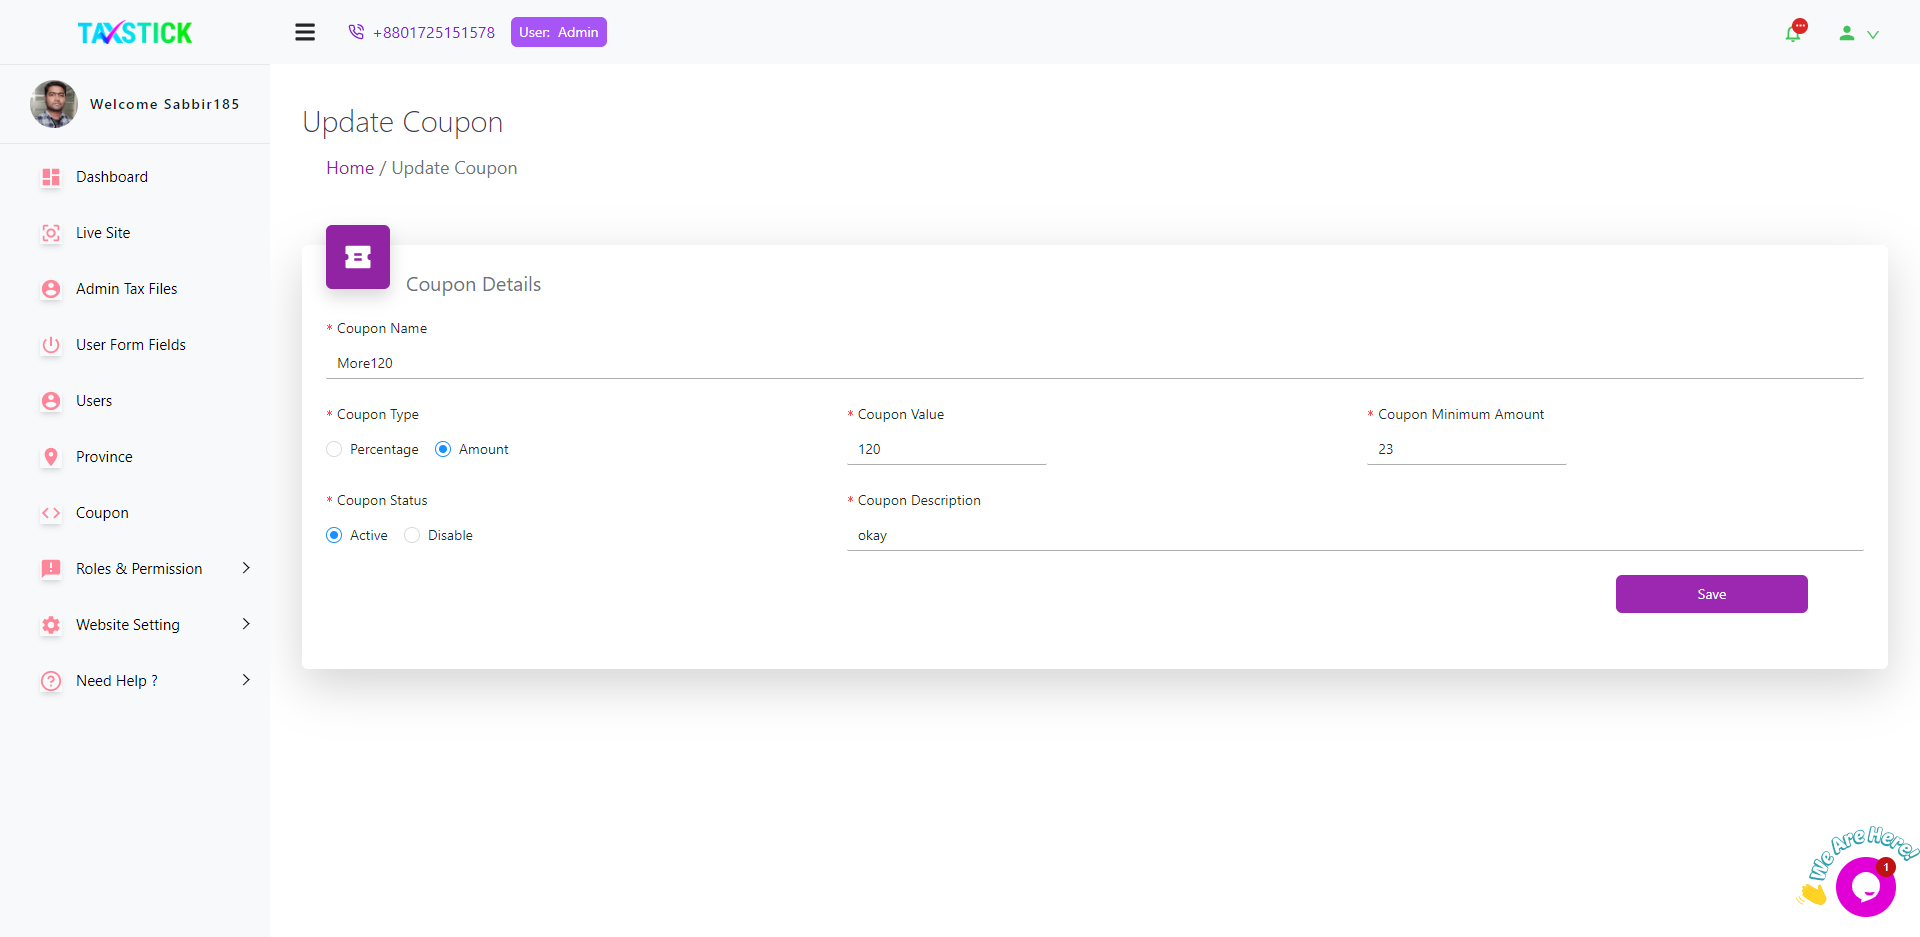 TAXSTICK
+8801725151578
User: Admin
Welcome Sabbir185
Dashboard
Live Site
Admin Tax Files
User Form Fields
Users
Province
Coupon
Roles & Permission
Website Setting
Need Help ?
Update Coupon
Home / Update Coupon
Coupon Details
* Coupon Name
More120
* Coupon Type
Percentage Amount
* Coupon Value
120
* Coupon Minimum Amount
23
* Coupon Status
Active Disable
* Coupon Description
okay
Save
We Are Here!
1